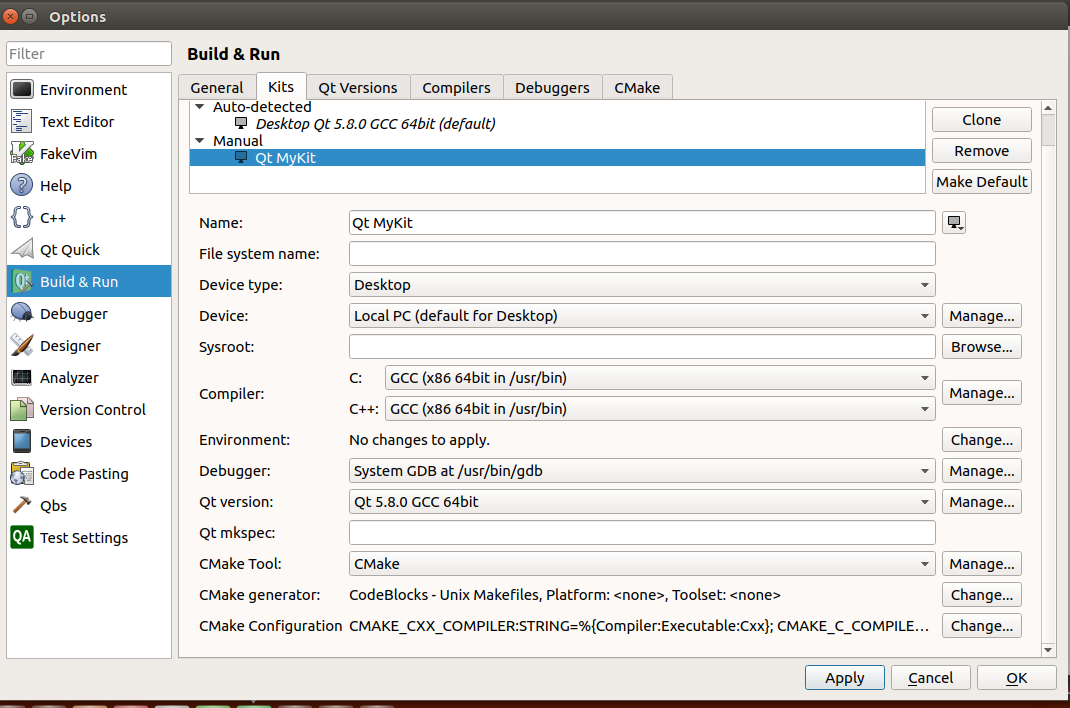 Options
Filter
Environment
Text Editor
FakeVim
Help
C++
Qt Quick
Build & Run
Debugger
Designer
Analyzer
Version Control
Devices
Code Pasting
Qbs
Test Settings
Build & Run
General Kits Qt Versions Compilers Debuggers CMake
Auto-detected
Desktop Qt 5.8.0 GCC 64bit (default)
Manual
Qt MyKit
Clone
Remove
Make Default
Name: Qt MyKit
File system name:
Device type: Desktop
Device: Local PC (default for Desktop) Manage...
Sysroot: Browse...
Compiler: C: GCC (x86 64bit in /usr/bin)
C++: GCC (x86 64bit in /usr/bin) Manage...
Environment: No changes to apply. Change...
Debugger: System GDB at /usr/bin/gdb Manage...
Qt version: Qt 5.8.0 GCC 64bit Manage...
Qt mkspec:
CMake Tool: CMake Manage...
CMake generator: CodeBlocks - Unix Makefiles, Platform: <none>, Toolset: <none> Change...
CMake Configuration CMAKE_CXX_COMPILER:STRING=%{Compiler:Executable:Cxx}; CMAKE_C_COMPILE... Change...
Apply Cancel OK